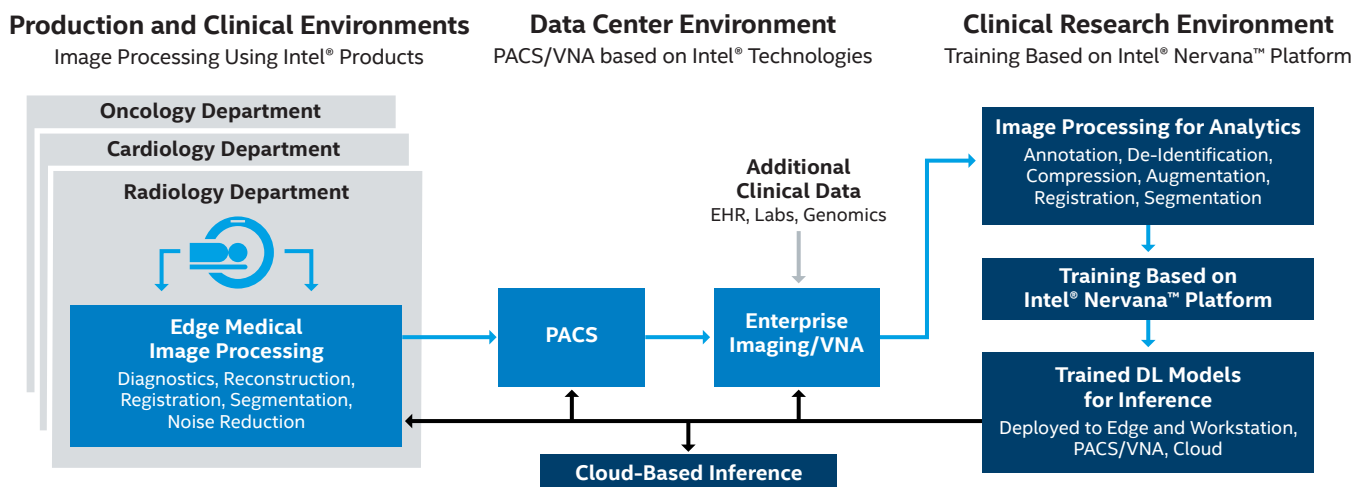 Production and Clinical Environments
Image Processing Using Intel® Products
Oncology Department
Cardiology Department
Radiology Department
Edge Medical
Image Processing
Diagnostics, Reconstruction,
Registration, Segmentation,
Noise Reduction
Data Center Environment
PACS/VNA based on Intel® Technologies
PACS
Additional
Clinical Data
EHR, Labs, Genomics
Enterprise
Imaging/VNA
Cloud-Based Inference
Clinical Research Environment
Training Based on Intel® Nervana™ Platform
Image Processing for Analytics
Annotation, De-Identification,
Compression, Augmentation,
Registration, Segmentation
Training Based on
Intel® Nervana™ Platform
Trained DL Models
for Inference
Deployed to Edge and Workstation,
PACS/VNA, Cloud